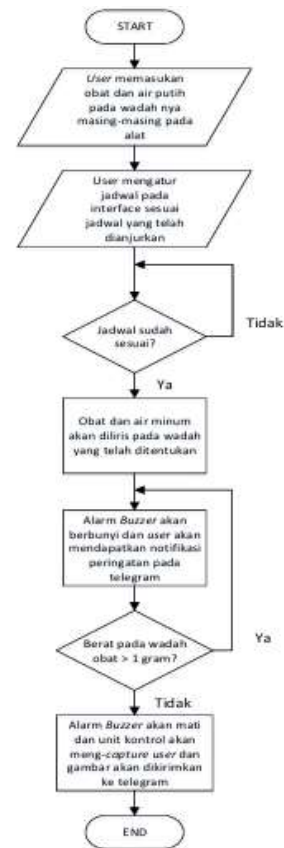 START
User memasukan
obat dan air putih
pada wadah nya
masing-masing pada
alat
User mengatur
jadwal pada
interface sesuai
jadwal yang telah
dianjurkan
Jadwal sudah
sesuai?
Tidak
Ya
Obat dan air minum
akan diliris pada wadah
yang telah ditentukan
Alarm Buzzer akan
berbunyi dan user akan
mendapatkan notifikasi
peringatan pada
telegram
Berat pada wadah
obat > 1 gram?
Ya
Tidak
Alarm Buzzer akan mati
dan unit kontrol akan
meng-capture user dan
gambar akan dikirimkan
ke telegram
END